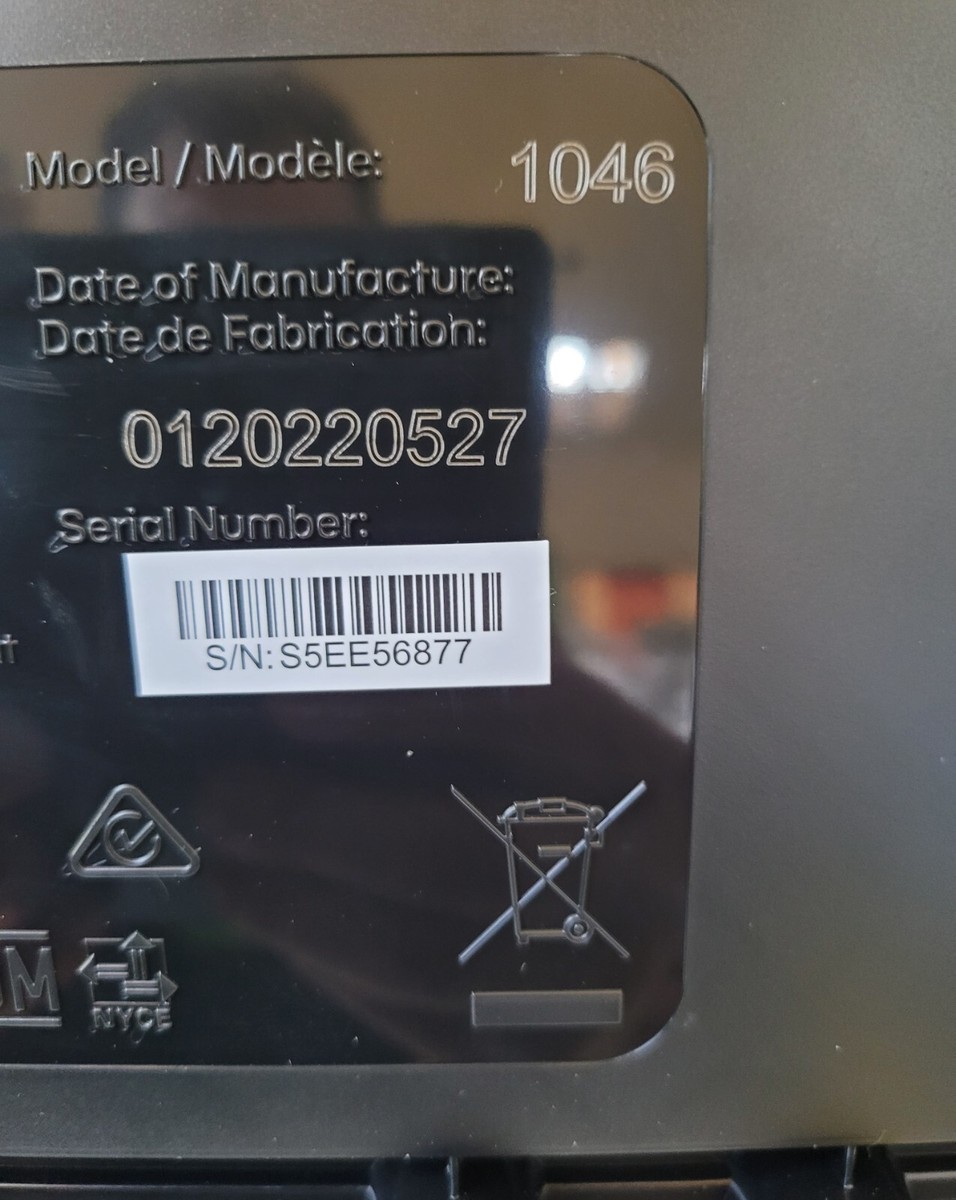 Model / Modèle: 1046
Date of Manufacture:
Date de Fabrication:
0120220527
Serial Number:
S/N: S5EE56877
NYCE